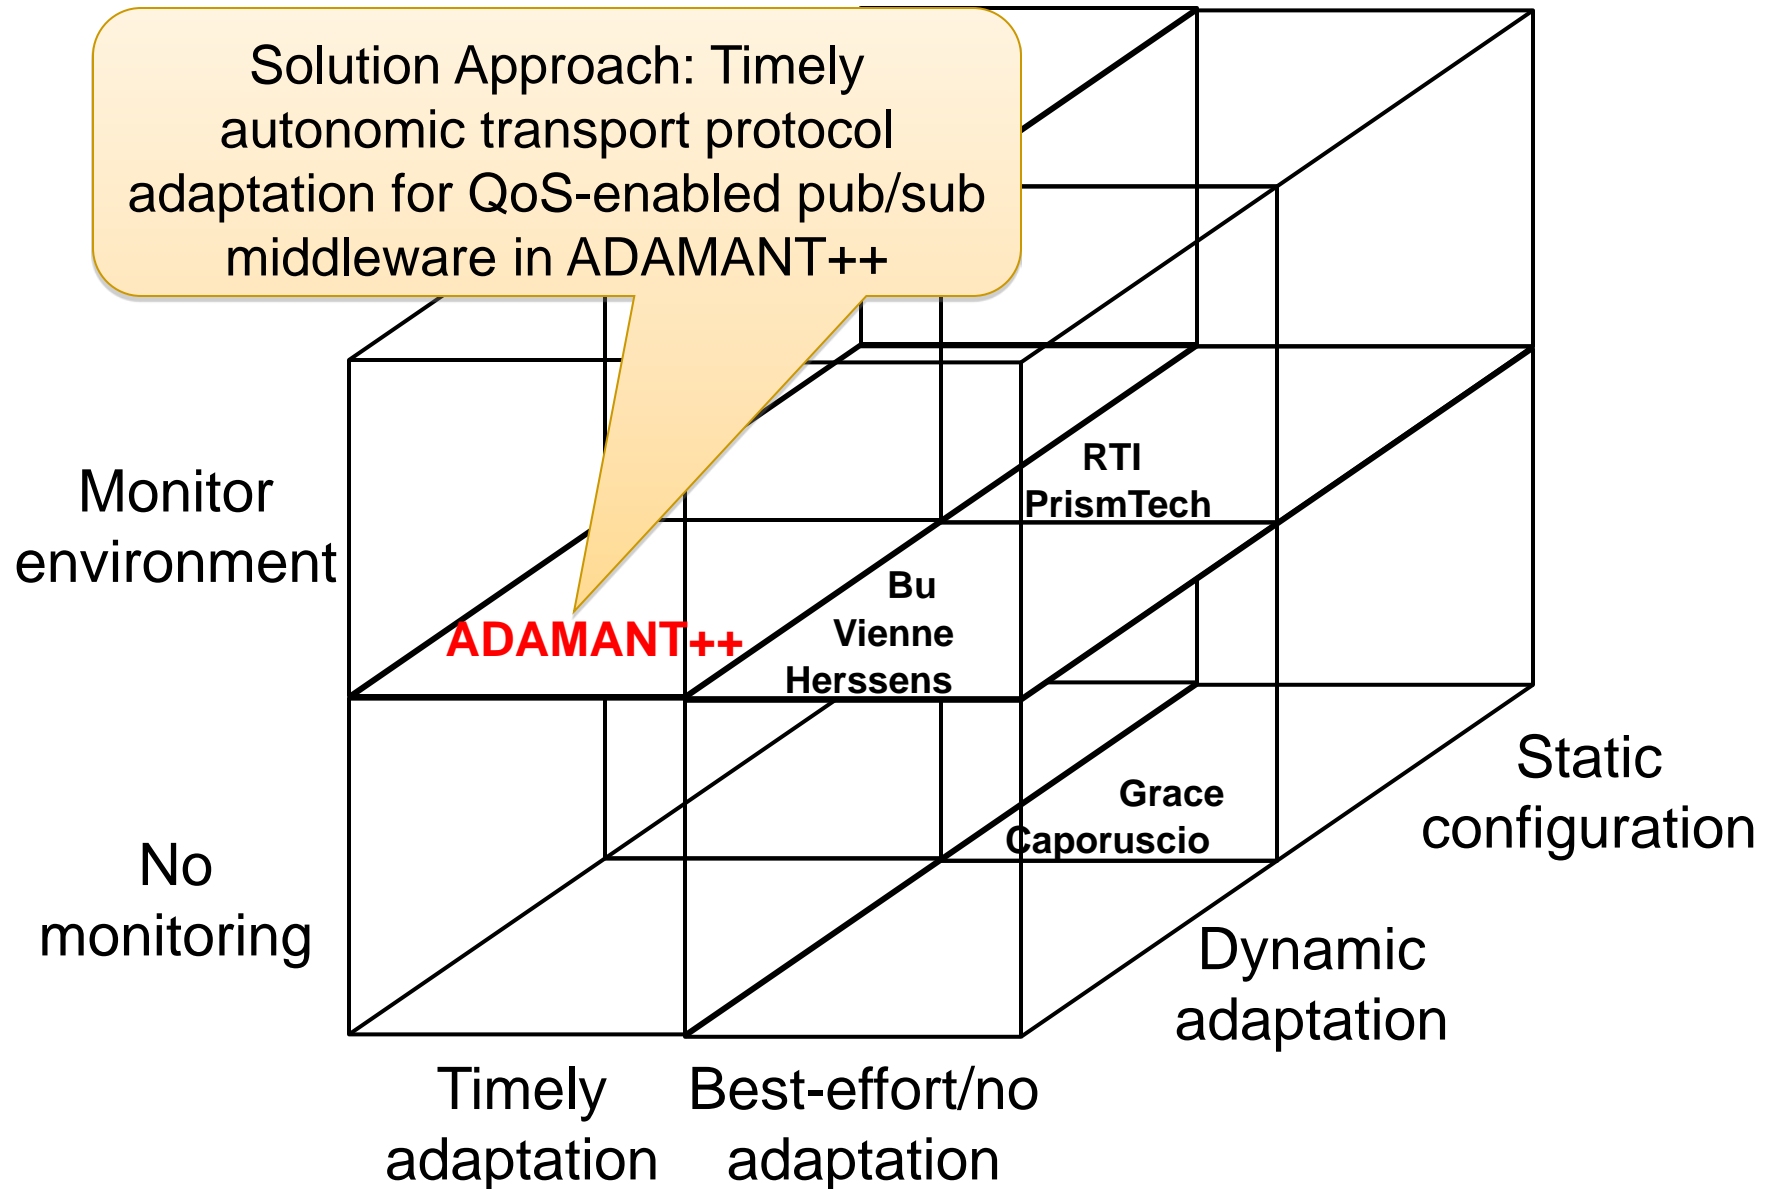 Solution Approach: Timely
autonomic transport protocol
adaptation for QoS-enabled pub/sub
middleware in ADAMANT++
Monitor
environment
RTI
PrismTech
Bu
Vienne
Herssens
ADAMANT++
No
monitoring
Grace
Caporuscio
Static
configuration
Dynamic
adaptation
Timely
adaptation
Best-effort/no
adaptation